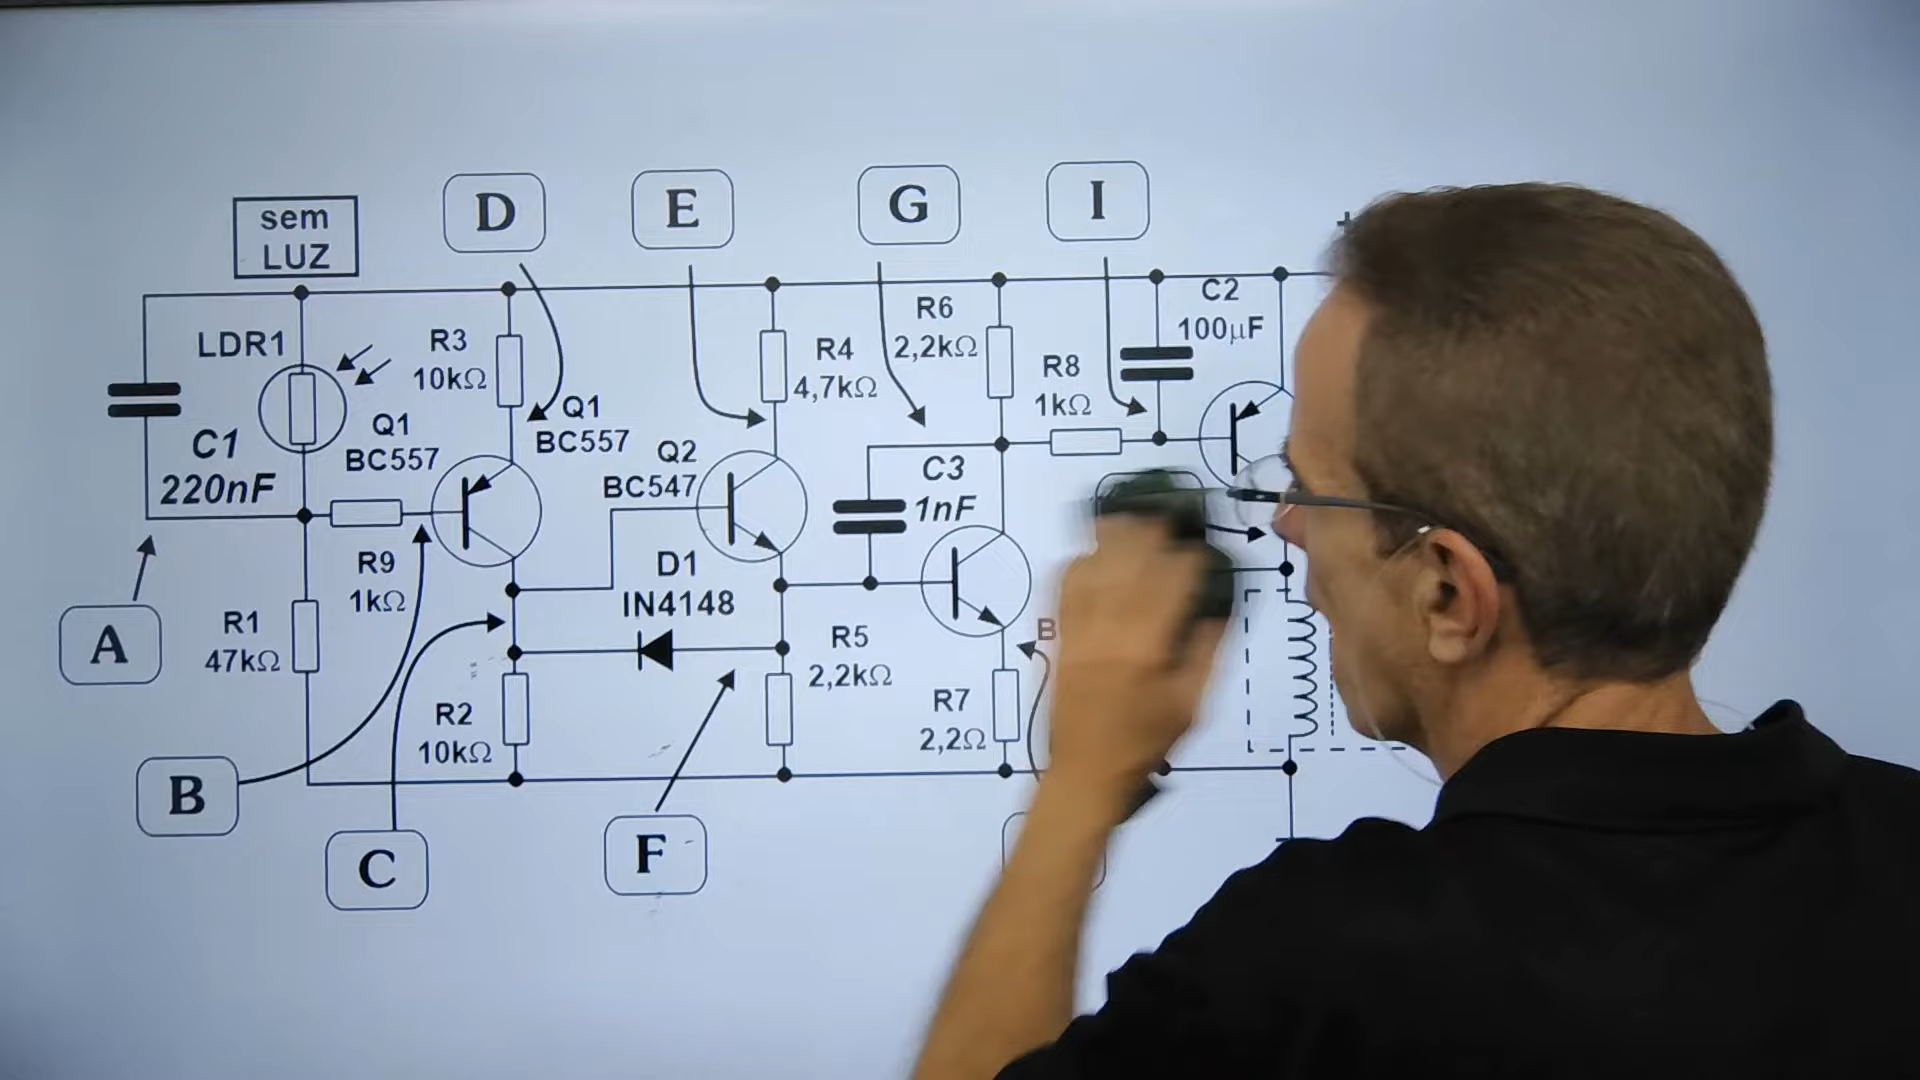 sem
LUZ
D
E
G
I
+
LDR1
R3
10kΩ
R4
4,7kΩ
R6
2,2kΩ
C2
100µF
R8
1kΩ
C1
220nF
Q1
BC557
Q1
BC557
Q2
BC547
C3
1nF
R9
1kΩ
D1
IN4148
R1
47kΩ
R5
2,2kΩ
R2
10kΩ
R7
2,2Ω
B
A
B
C
F